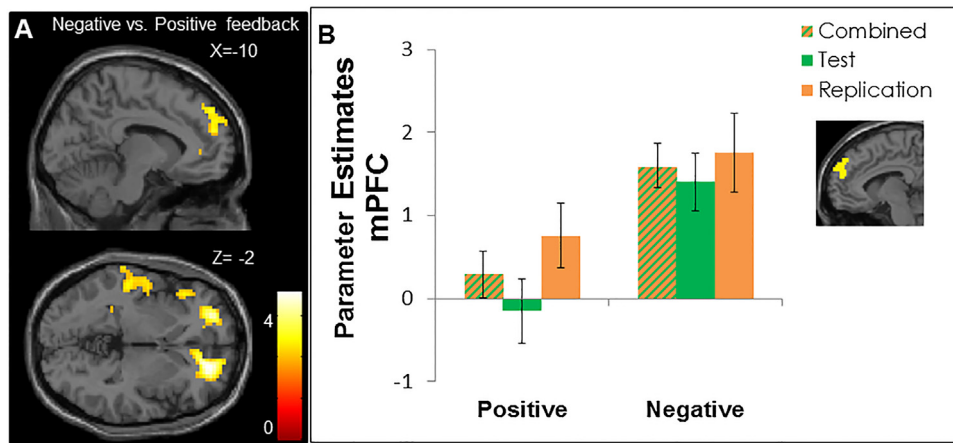 A
Negative vs. Positive feedback
X=-10
Z= -2
4
0
B
Parameter Estimates
mPFC
3
2
1
0
-1
Positive
Negative
Combined
Test
Replication